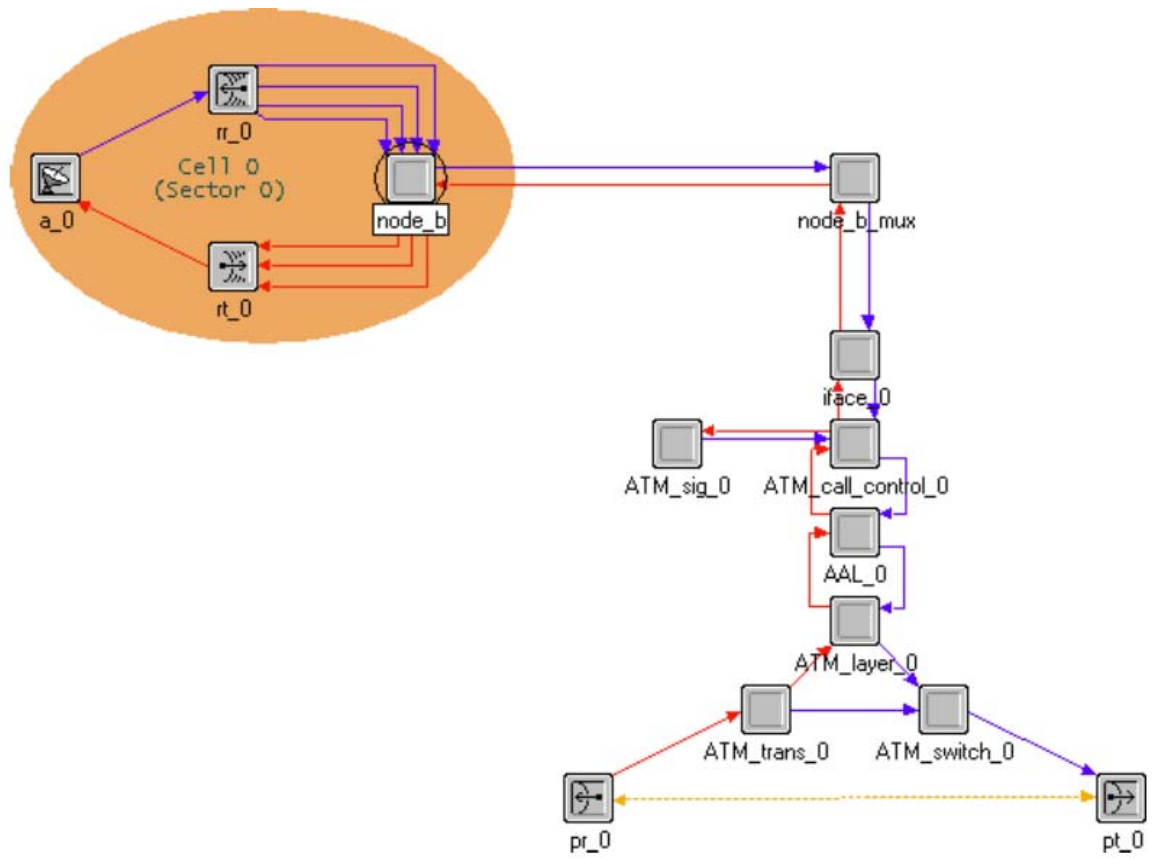 rr_0
Cell 0
(Sector 0)
a_0
node_b
node_b_mux
rt_0
iface_0
ATM_sig_0
ATM_call_control_0
AAL_0
ATM_layer_0
ATM_trans_0
ATM_switch_0
pr_0
pt_0